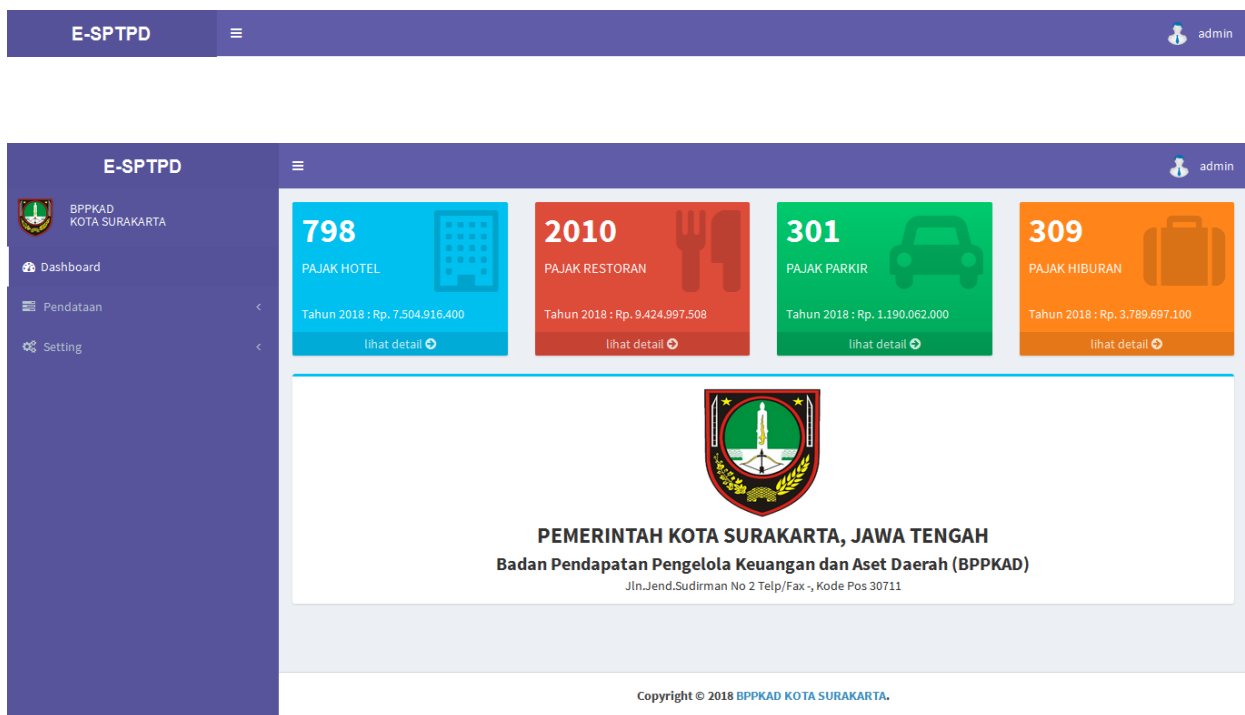 E-SPTPD
admin
E-SPTPD
admin
BPPKAD
KOTA SURAKARTA
Dashboard
Pendataan
Setting
798
PAJAK HOTEL
Tahun 2018 : Rp. 7.504.916.400
lihat detail
2010
PAJAK RESTORAN
Tahun 2018 : Rp. 9.424.997.508
lihat detail
301
PAJAK PARKIR
Tahun 2018 : Rp. 1.190.062.000
lihat detail
309
PAJAK HIBURAN
Tahun 2018 : Rp. 3.789.697.100
lihat detail
PEMERINTAH KOTA SURAKARTA, JAWA TENGAH
Badan Pendapatan Pengelola Keuangan dan Aset Daerah (BPPKAD)
Jln.Jend.Sudirman No 2 Telp/Fax -, Kode Pos 30711
Copyright © 2018 BPPKAD KOTA SURAKARTA.